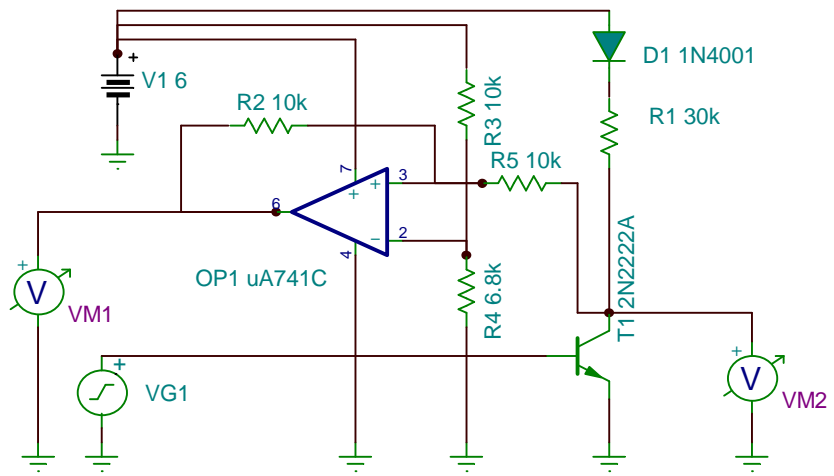 +
V1 6
D1 1N4001
R2 10k
R3 10k
R1 30k
R5 10k
7
3
+
+
6
2
-
4
OP1 uA741C
R4 6.8k
T1 2N2222A
+
V
VM1
+
VG1
+
V
VM2